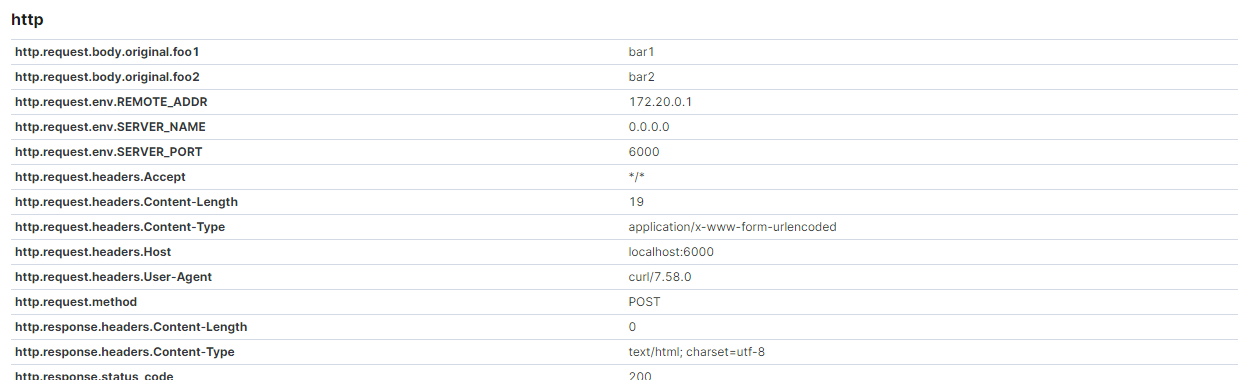 http
http.request.body.original.foo1 bar1
http.request.body.original.foo2 bar2
http.request.env.REMOTE_ADDR 172.20.0.1
http.request.env.SERVER_NAME 0.0.0.0
http.request.env.SERVER_PORT 6000
http.request.headers.Accept */*
http.request.headers.Content-Length 19
http.request.headers.Content-Type application/x-www-form-urlencoded
http.request.headers.Host localhost:6000
http.request.headers.User-Agent curl/7.58.0
http.request.method POST
http.response.headers.Content-Length 0
http.response.headers.Content-Type text/html; charset=utf-8
http.response.status_code 200